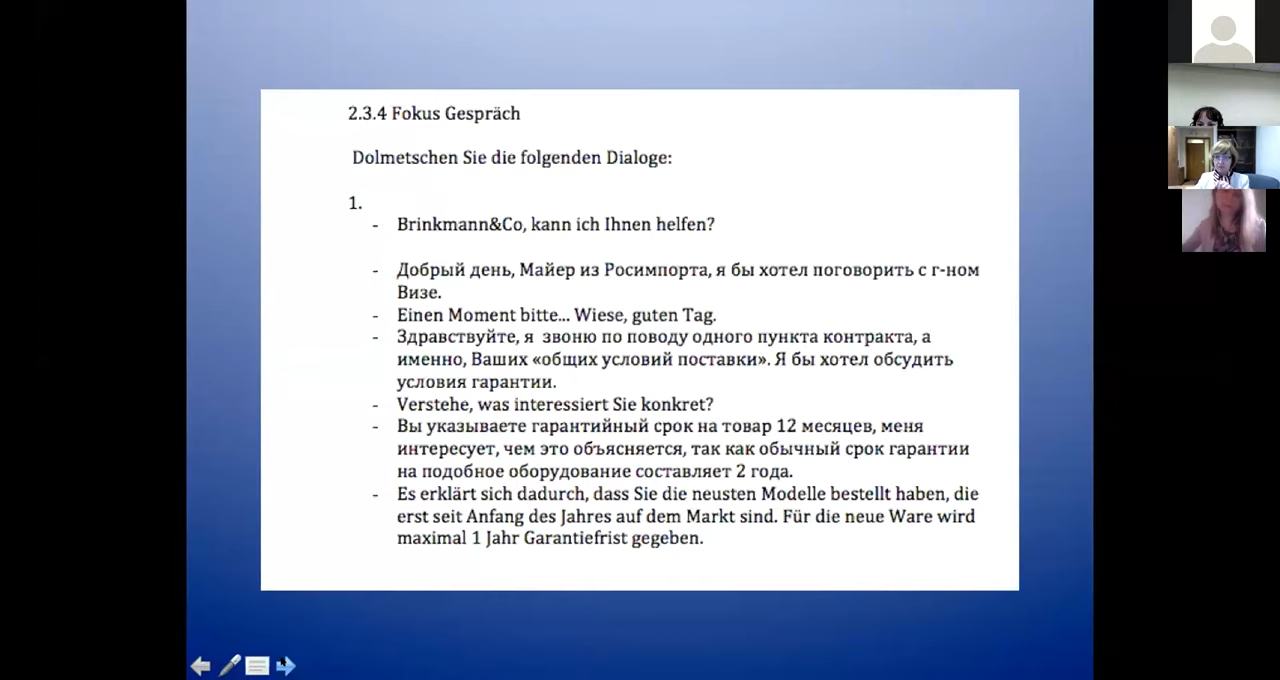 2.3.4 Fokus Gespräch
Dolmetschen Sie die folgenden Dialoge:
1.
- Brinkmann&Co, kann ich Ihnen helfen?
- Добрый день, Майер из Росимпорта, я бы хотел поговорить с г-ном
Визе.
- Einen Moment bitte... Wiese, guten Tag.
- Здравствуйте, я звоню по поводу одного пункта контракта, а
именно, Ваших «общих условий поставки». Я бы хотел обсудить
условия гарантии.
- Verstehe, was interessiert Sie konkret?
- Вы указываете гарантийный срок на товар 12 месяцев, меня
интересует, чем это объясняется, так как обычный срок гарантии
на подобное оборудование составляет 2 года.
- Es erklärt sich dadurch, dass Sie die neusten Modelle bestellt haben, die
erst seit Anfang des Jahres auf dem Markt sind. Für die neue Ware wird
maximal 1 Jahr Garantiefrist gegeben.